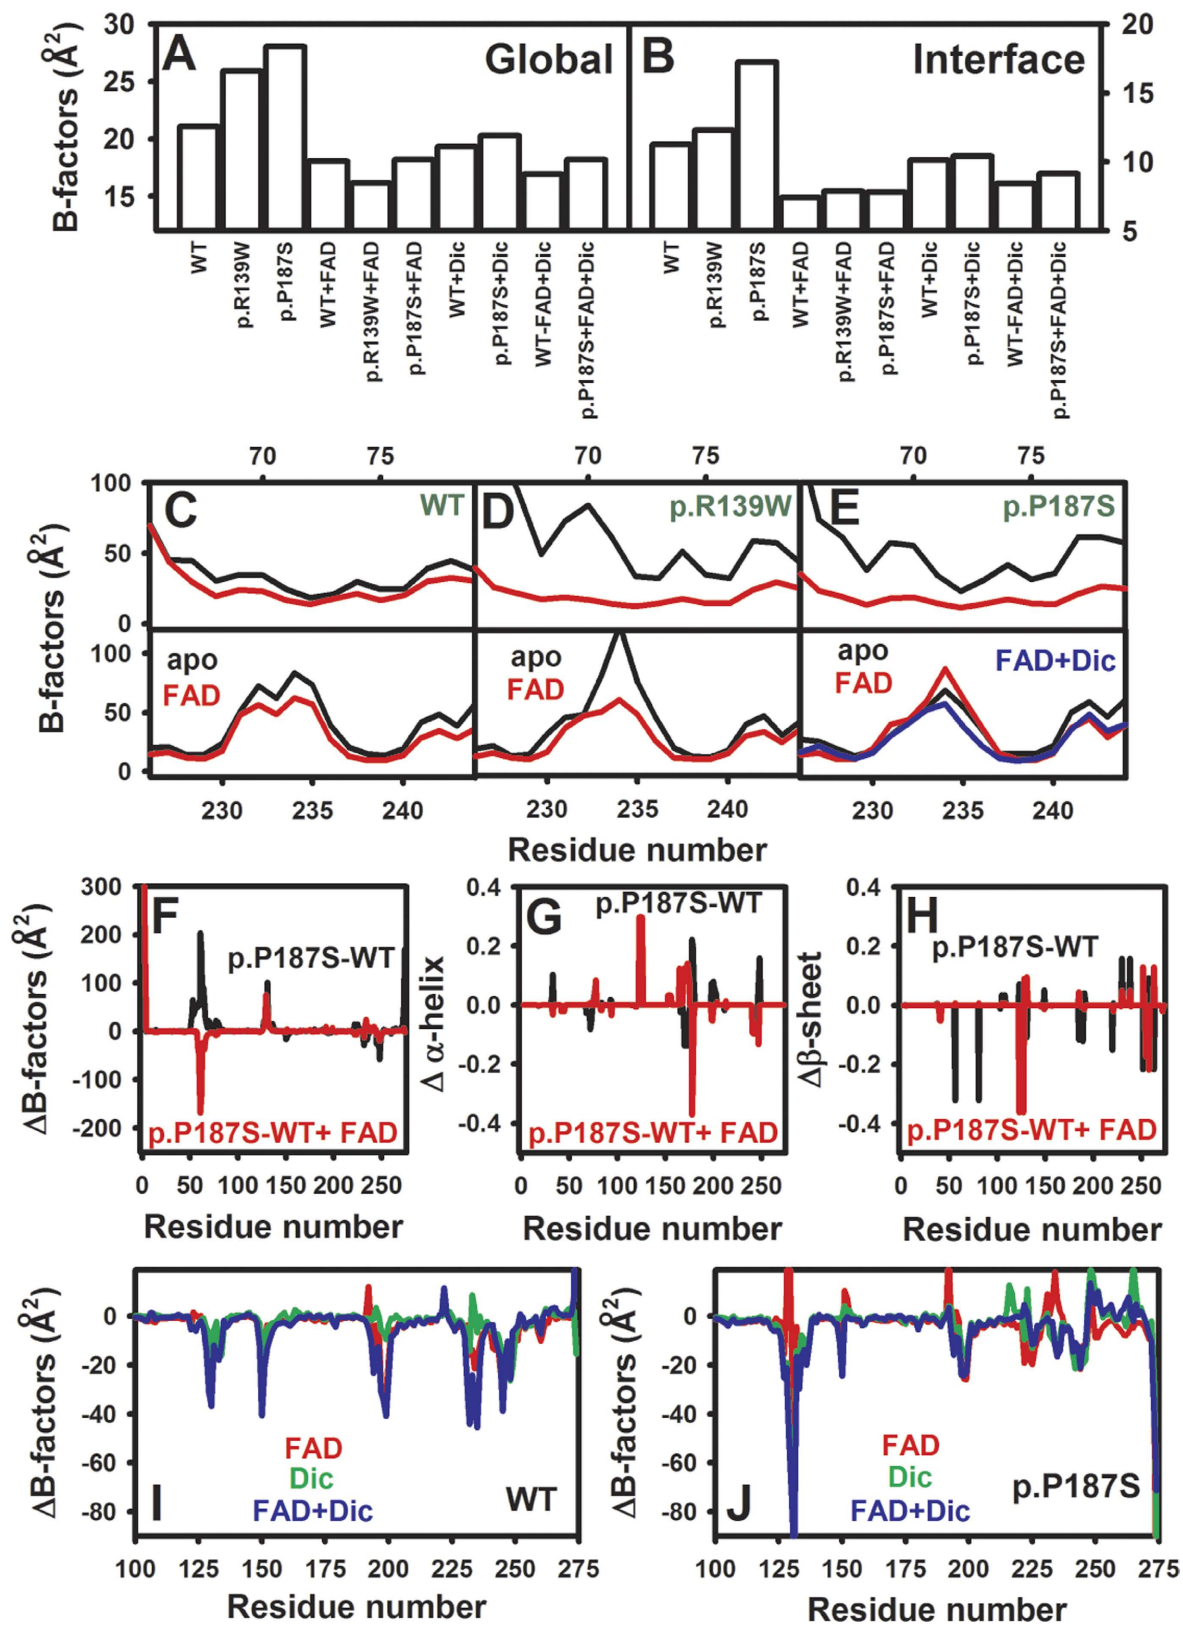 A Global B Interface
B-factors (Å²)
30
25
20
15
20
15
10
5
WT
p.R139W
p.P187S
WT+FAD
p.R139W+FAD
p.P187S+FAD
WT+Dic
p.P187S+Dic
WT-FAD+Dic
p.P187S+FAD+Dic
WT
p.R139W
p.P187S
WT+FAD
p.R139W+FAD
p.P187S+FAD
WT+Dic
p.P187S+Dic
WT-FAD+Dic
p.P187S+FAD+Dic
70 75 70 75 70 75
C WT D p.R139W E p.P187S
B-factors (Å²)
100
50
0
B-factors (Å²)
100
50
0
apo
FAD
apo
FAD
apo
FAD
FAD+Dic
230 235 240 230 235 240 230 235 240
Residue number
F
ΔB-factors (Å²)
300
200
100
0
-100
-200
p.P187S-WT
p.P187S-WT+ FAD
0 50 100 150 200 250
Residue number
G
Δ α-helix
0.4
0.2
0.0
-0.2
-0.4
p.P187S-WT
p.P187S-WT+ FAD
0 50 100 150 200 250
Residue number
H
Δβ-sheet
0.4
0.2
0.0
-0.2
-0.4
p.P187S-WT
p.P187S-WT+ FAD
0 50 100 150 200 250
Residue number
ΔB-factors (Å²)
0
-20
-40
-60
-80
FAD
Dic
FAD+Dic
I
WT
100 125 150 175 200 225 250 275
Residue number
ΔB-factors (Å²)
0
-20
-40
-60
-80
FAD
Dic
FAD+Dic
J
p.P187S
100 125 150 175 200 225 250 275
Residue number